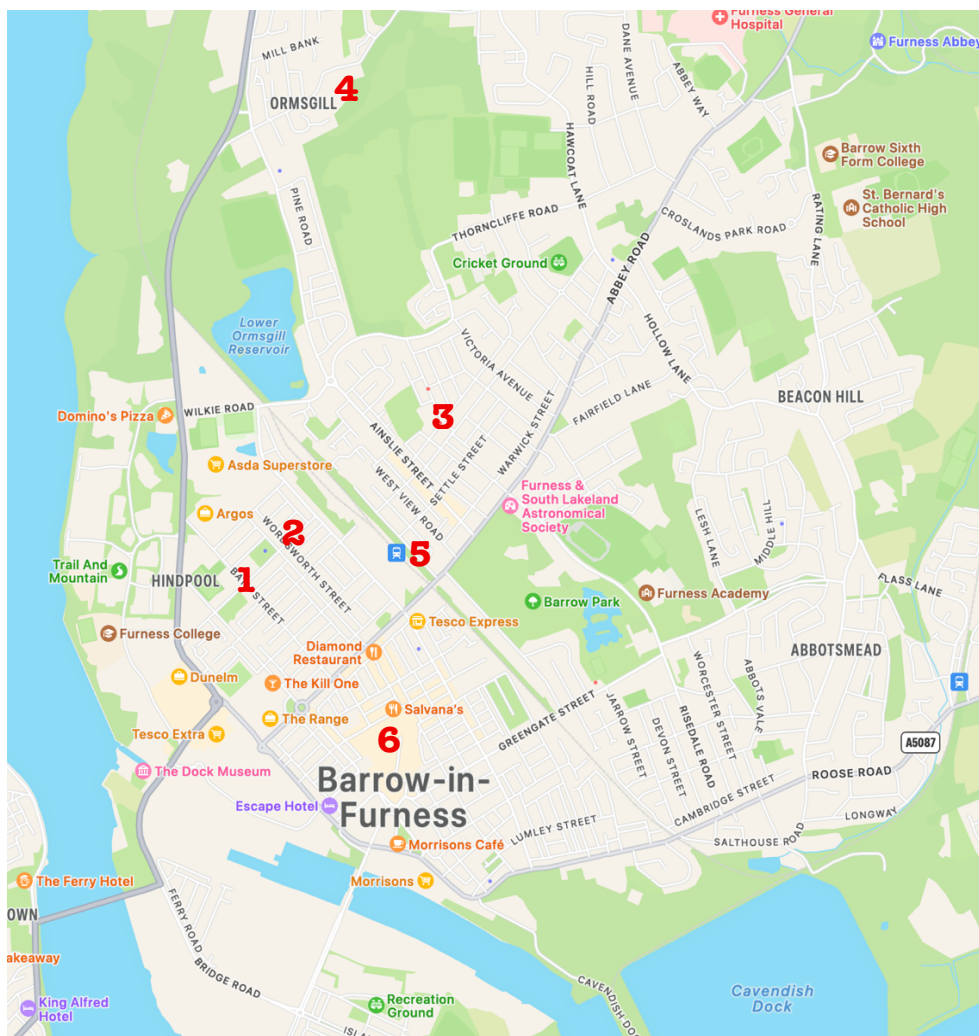 Furness General
Hospital
MILL BANK
DANE AVENUE
Furness Abbey
4
ORMSGILL
HILL ROAD
ABBEY WAY
HAWCOAT LANE
Barrow Sixth
Form College
PINE ROAD
St. Bernard's
Catholic High
School
RATING LANE
THORNCLIFFE ROAD
CROSLANDS PARK ROAD
Cricket Ground
ABBEY ROAD
Lower
Ormsgill
Reservoir
VICTORIA AVENUE
HOLLOW LANE
FAIRFIELD LANE
BEACON HILL
Domino's Pizza
WILKIE ROAD
3
AINSLIE STREET
SETTLE STREET
WARWICK STREET
Asda Superstore
WEST VIEW ROAD
Furness &
South Lakeland
Astronomical
Society
Argos
2
WORDSWORTH STREET
LESH LANE
MIDDLE HILL
5
Trail And
Mountain
HINDPOOL
1
STREET
FLASS LANE
Furness Academy
Barrow Park
Furness College
Tesco Express
Diamond
Restaurant
ABBOTSMEAD
Dunelm
The Kill One
WORCESTER STREET
ABBOTS VALE
The Range
Salvana's
GREENGATE STREET
JARROW STREET
DEVON STREET
RISEDALE ROAD
Tesco Extra
6
A5087
The Dock Museum
Barrow-in-
Furness
ROOSE ROAD
CAMBRIDGE STREET
Escape Hotel
LUMLEY STREET
LONGWAY
SALTHOUSE ROAD
Morrisons Café
Morrisons
The Ferry Hotel
FERRY ROAD
OWN
akeaway
BRIDGE ROAD
King Alfred
Hotel
Recreation
Ground
CAVENDISH DO
Cavendish
Dock
ISL